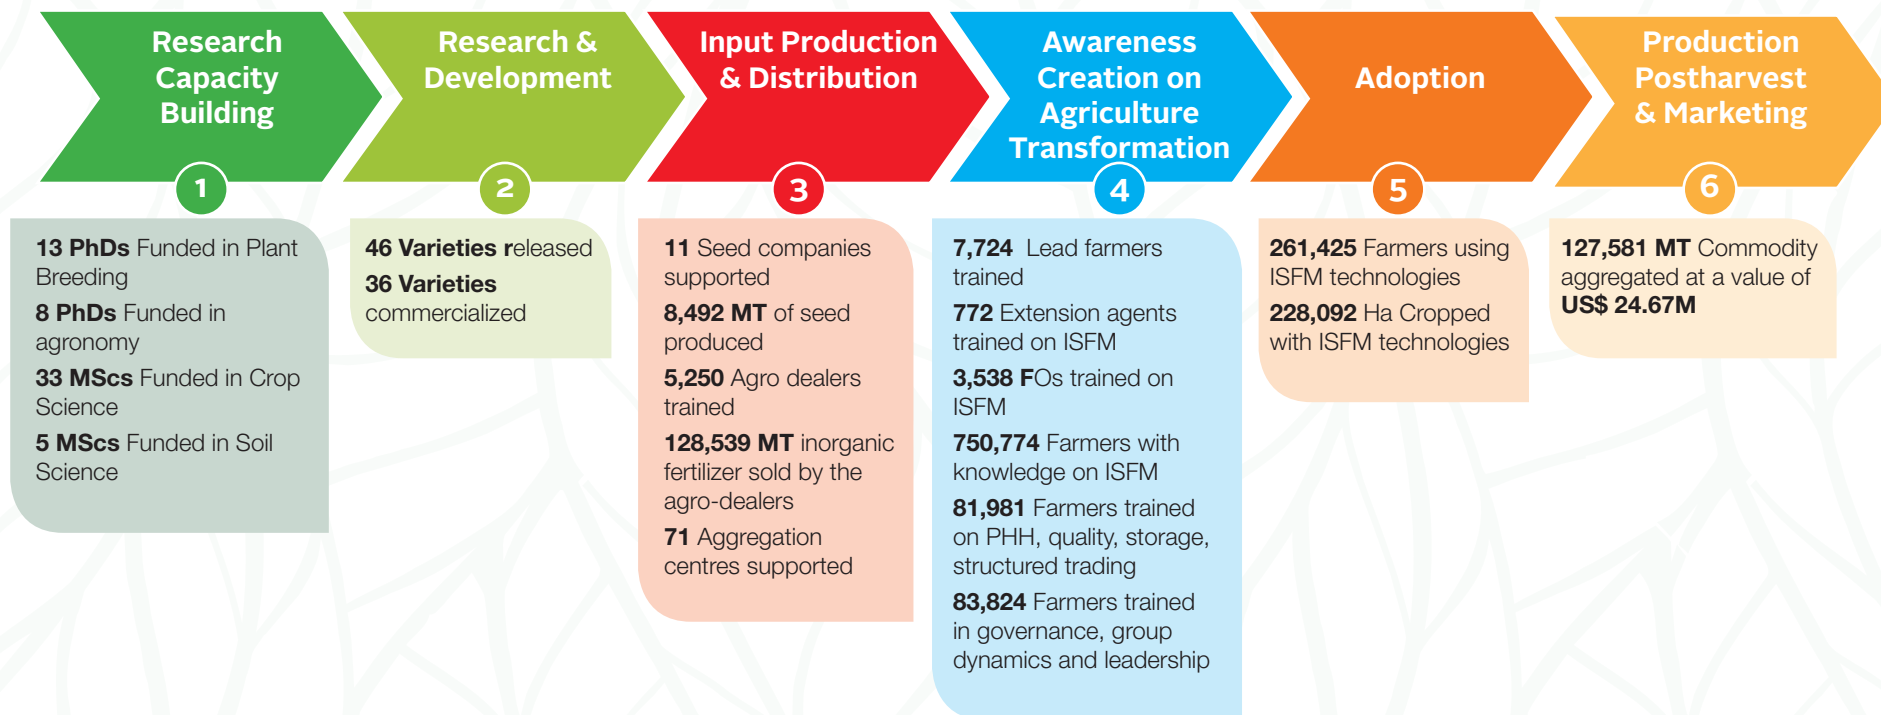 Research
Capacity
Building
1
13 PhDs Funded in Plant
Breeding
8 PhDs Funded in
agronomy
33 MScs Funded in Crop
Science
5 MScs Funded in Soil
Science
Research &
Development
2
46 Varieties released
36 Varieties
commercialized
Input Production
& Distribution
3
11 Seed companies
supported
8,492 MT of seed
produced
5,250 Agro dealers
trained
128,539 MT inorganic
fertilizer sold by the
agro-dealers
71 Aggregation
centres supported
Awareness
Creation on
Agriculture
Transformation
4
7,724 Lead farmers
trained
772 Extension agents
trained on ISFM
3,538 FOs trained on
ISFM
750,774 Farmers with
knowledge on ISFM
81,981 Farmers trained
on PHH, quality, storage,
structured trading
83,824 Farmers trained
in governance, group
dynamics and leadership
Adoption
5
261,425 Farmers using
ISFM technologies
228,092 Ha Cropped
with ISFM technologies
Production
Postharvest
& Marketing
6
127,581 MT Commodity
aggregated at a value of
US$ 24.67M